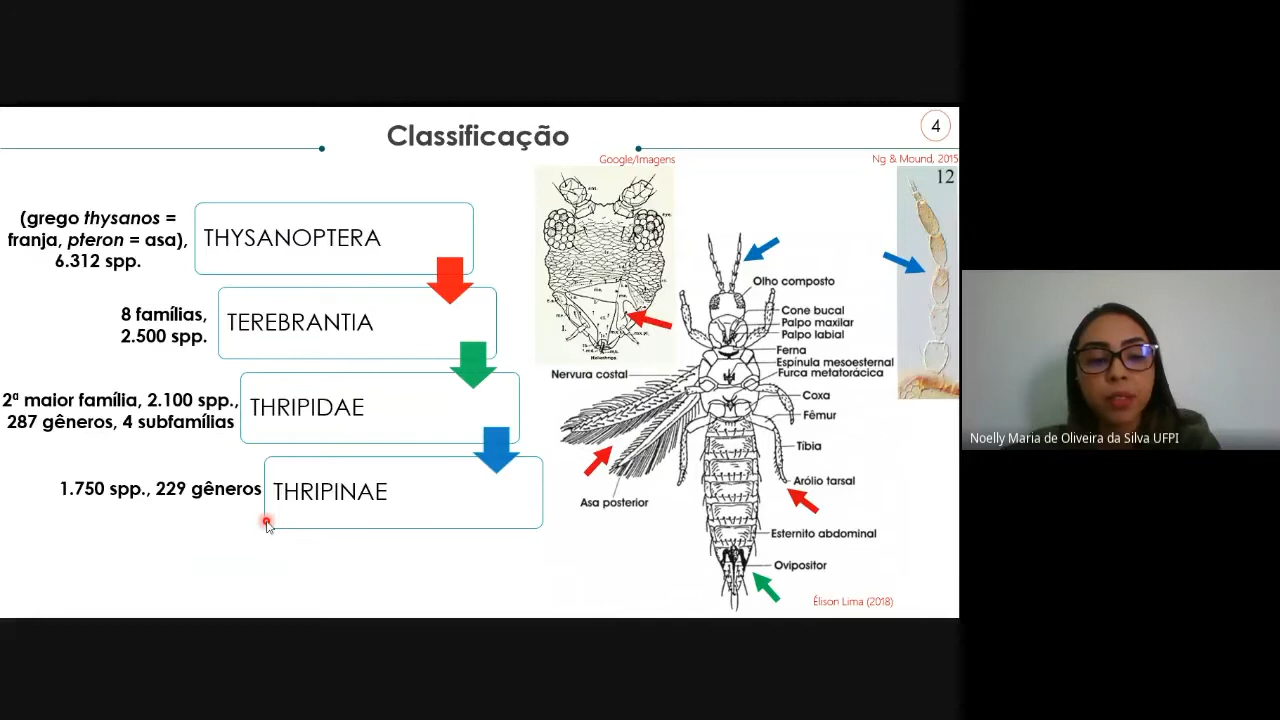 Classificação
4
Google/Imagens
Ng & Mound, 2015
12
(grego thysanos =
franja, pteron = asa),
6.312 spp.
THYSANOPTERA
8 famílias,
2.500 spp.
TEREBRANTIA
2ª maior família, 2.100 spp.,
287 gêneros, 4 subfamílias
THRIPIDAE
1.750 spp., 229 gêneros
THRIPINAE
Olho composto
Cone bucal
Palpo maxilar
Palpo labial
Ferna
Espinula mesoesternal
Furca metatorácica
Nervura costal
Coxa
Fêmur
Tíbia
Arólio tarsal
Asa posterior
Esternito abdominal
Ovipositor
Élison Lima (2018)
Noelly Maria de Oliveira da Silva UFPI